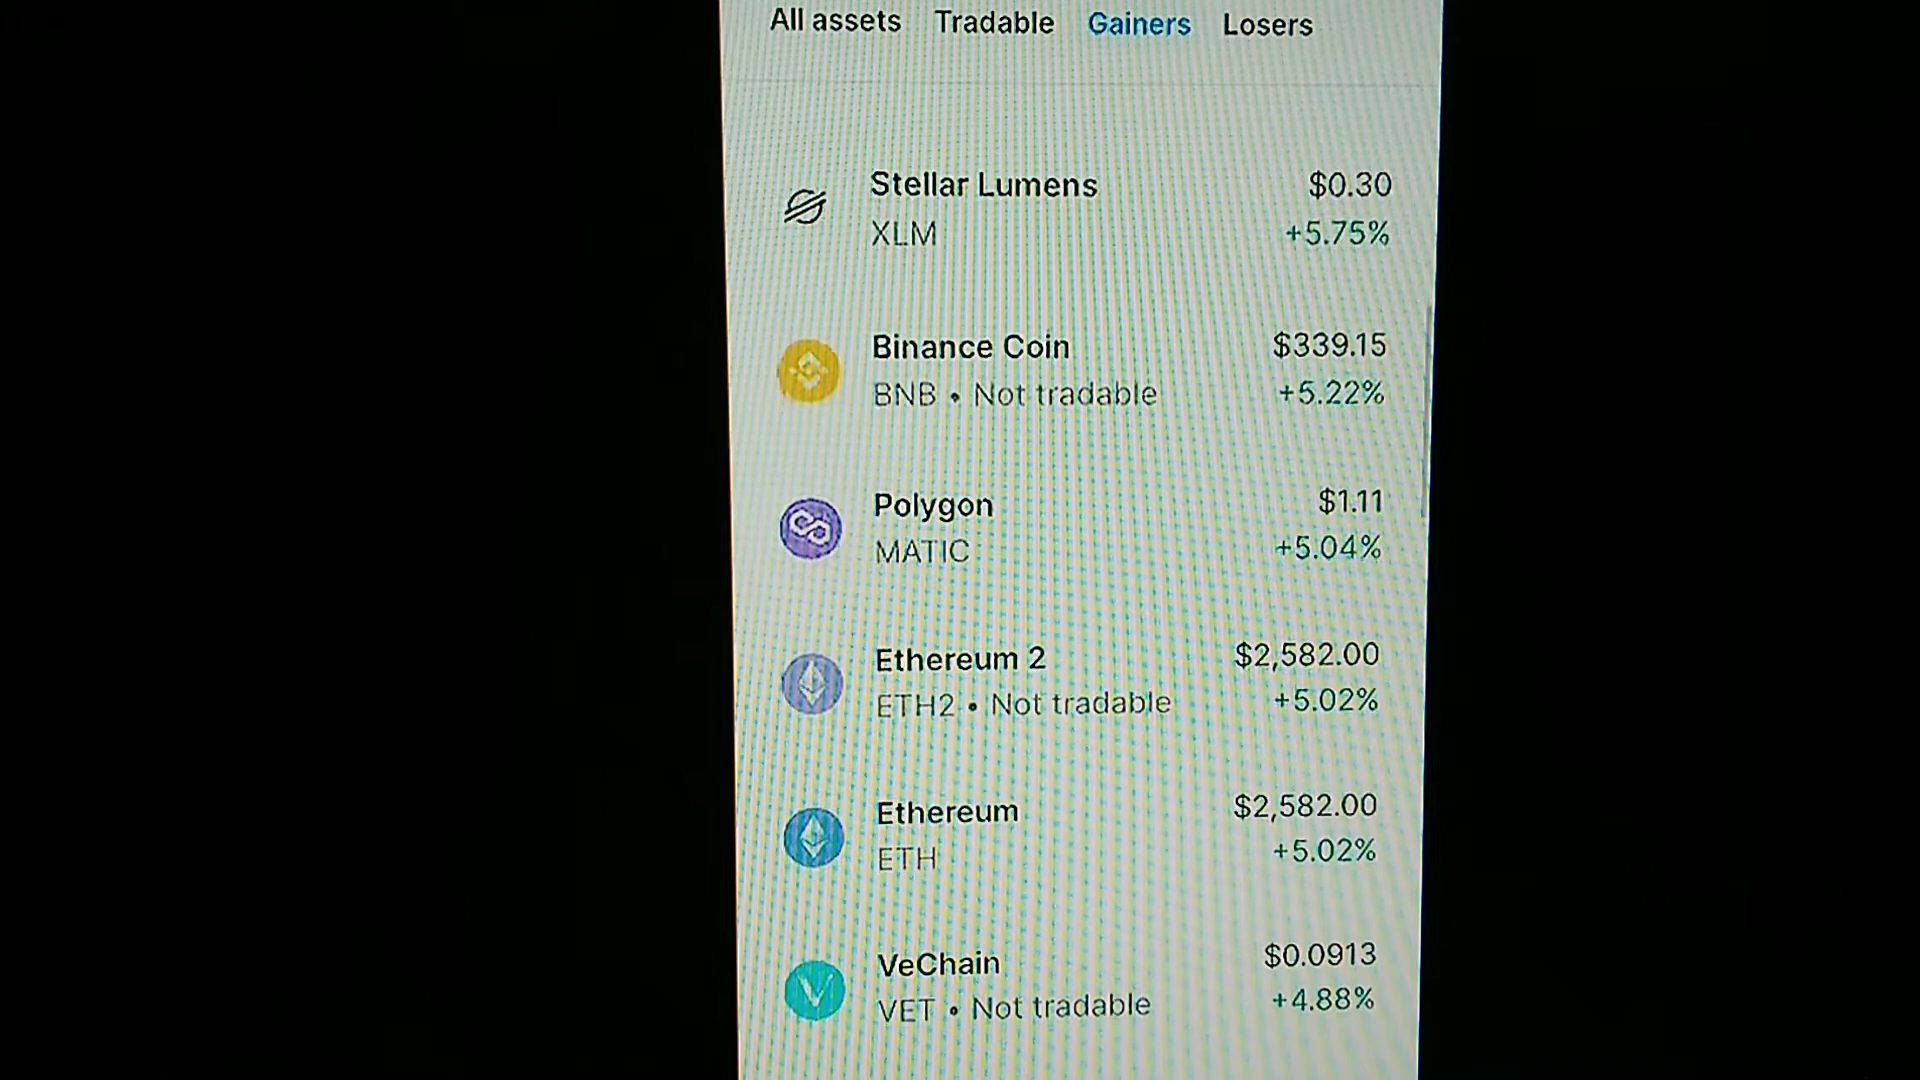 All assets Tradable Gainers Losers
Stellar Lumens $0.30
XLM +5.75%
Binance Coin $339.15
BNB • Not tradable +5.22%
Polygon $1.11
MATIC +5.04%
Ethereum 2 $2,582.00
ETH2 • Not tradable +5.02%
Ethereum $2,582.00
ETH +5.02%
VeChain $0.0913
VET • Not tradable +4.88%